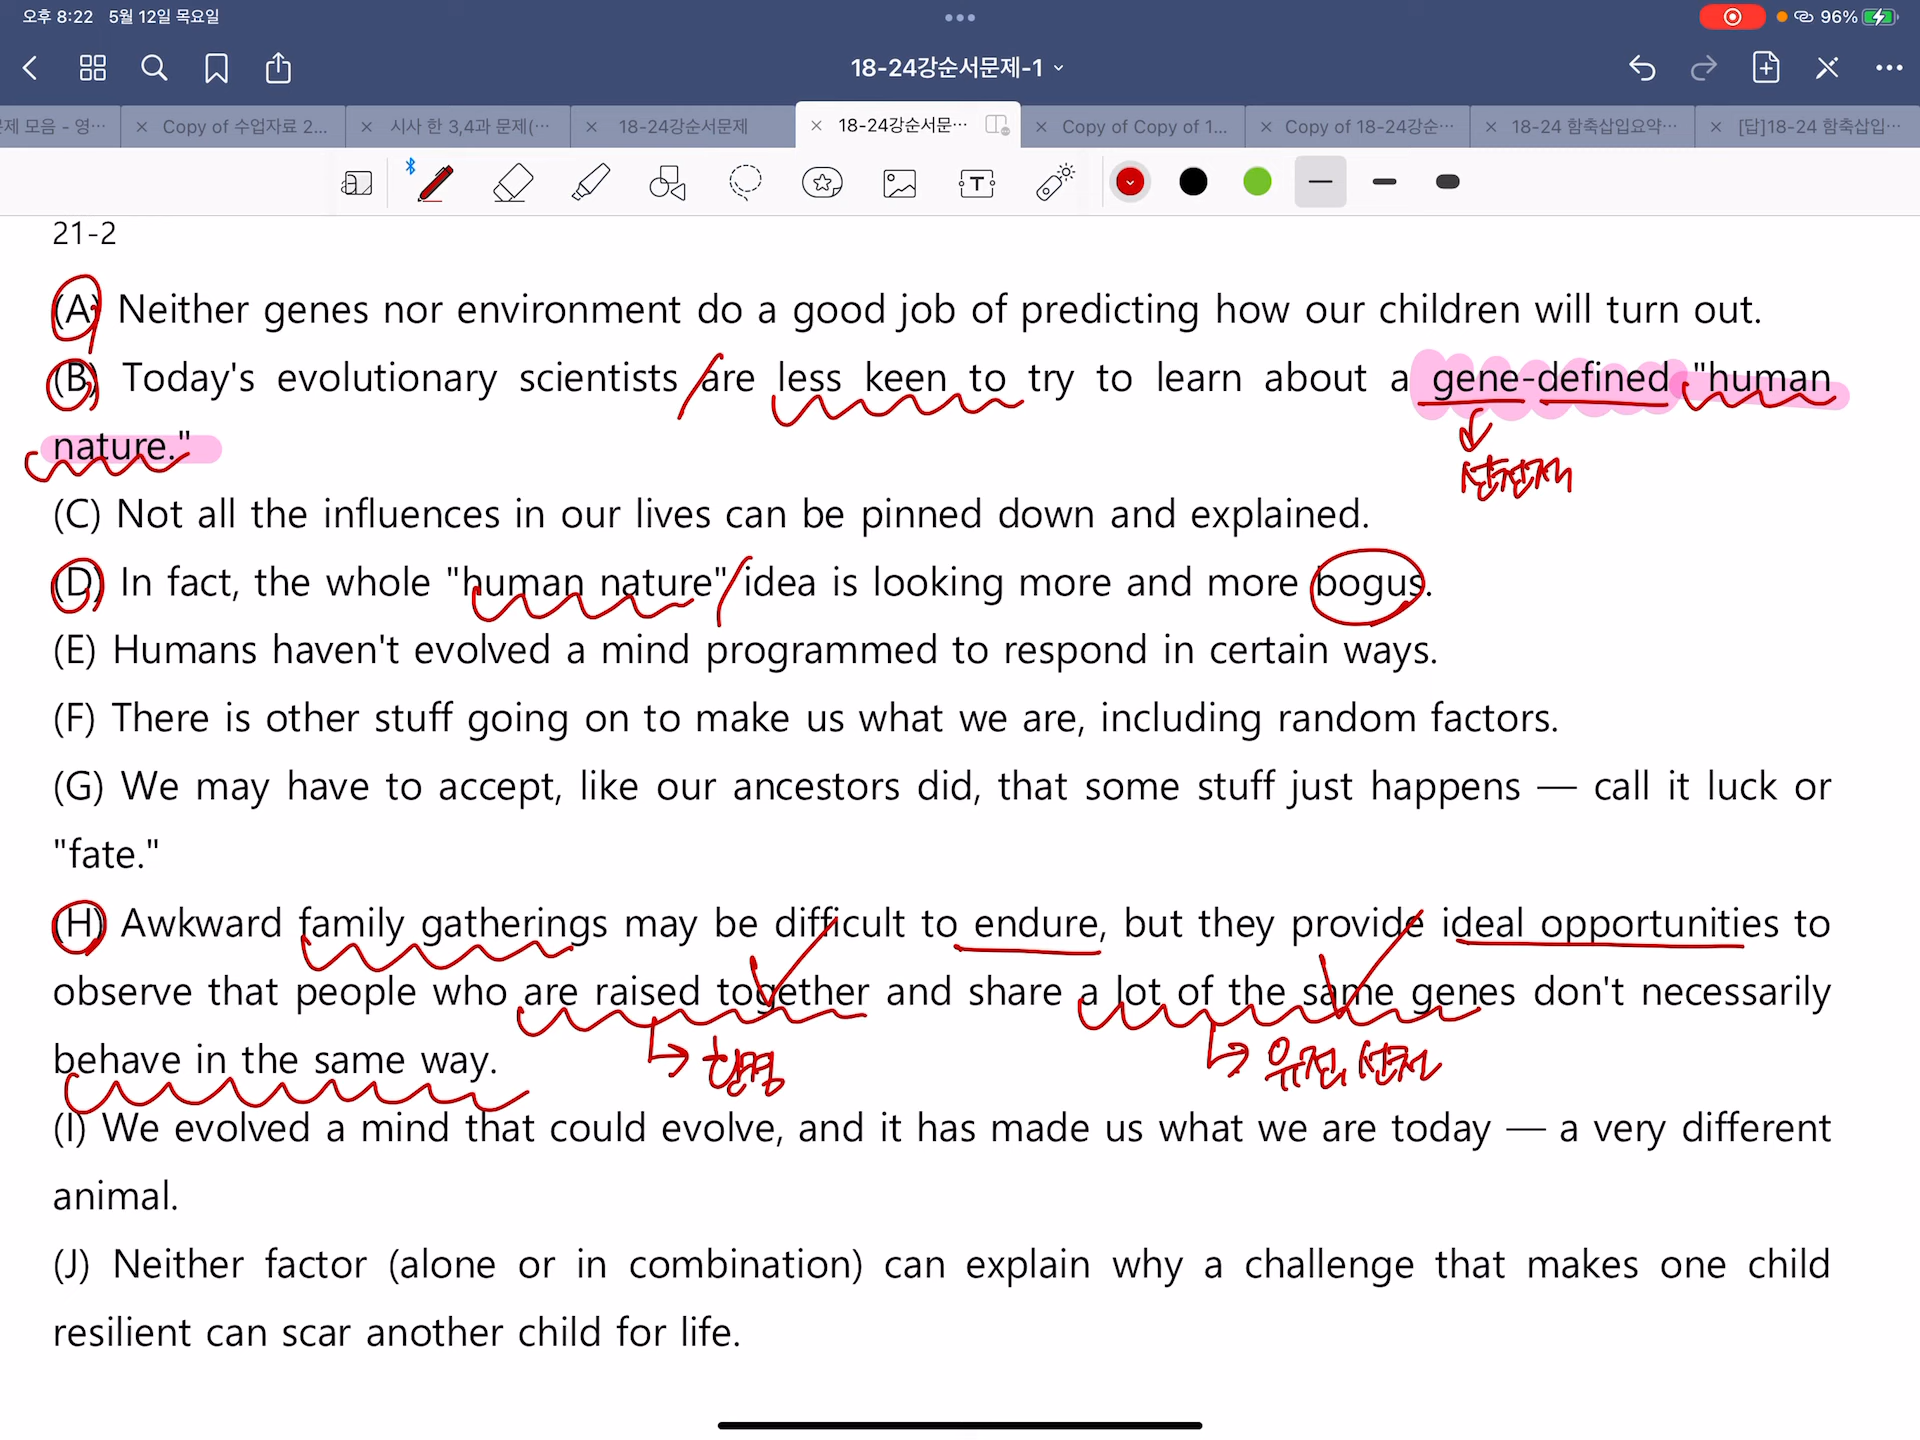 오후 8:22 5월 12일 목요일
96%
18-24강순서문제-1
제 모음 - 영…
Copy of 수업자료 2...
시사 한 3,4과 문제(…
18-24강순서문제
18-24강순서문…
Copy of Copy of 1...
Copy of 18-24강순…
18-24 함축삽입요약…
[답]18-24 함축삽입…
21-2
(A) Neither genes nor environment do a good job of predicting how our children will turn out.
(B) Today's evolutionary scientists are less keen to try to learn about a gene-defined "human
nature."
선천적
(C) Not all the influences in our lives can be pinned down and explained.
(D) In fact, the whole "human nature" idea is looking more and more bogus.
(E) Humans haven't evolved a mind programmed to respond in certain ways.
(F) There is other stuff going on to make us what we are, including random factors.
(G) We may have to accept, like our ancestors did, that some stuff just happens — call it luck or
"fate."
(H) Awkward family gatherings may be difficult to endure, but they provide ideal opportunities to
observe that people who are raised together and share a lot of the same genes don't necessarily
behave in the same way.
환경
유전, 선천
(I) We evolved a mind that could evolve, and it has made us what we are today — a very different
animal.
(J) Neither factor (alone or in combination) can explain why a challenge that makes one child
resilient can scar another child for life.